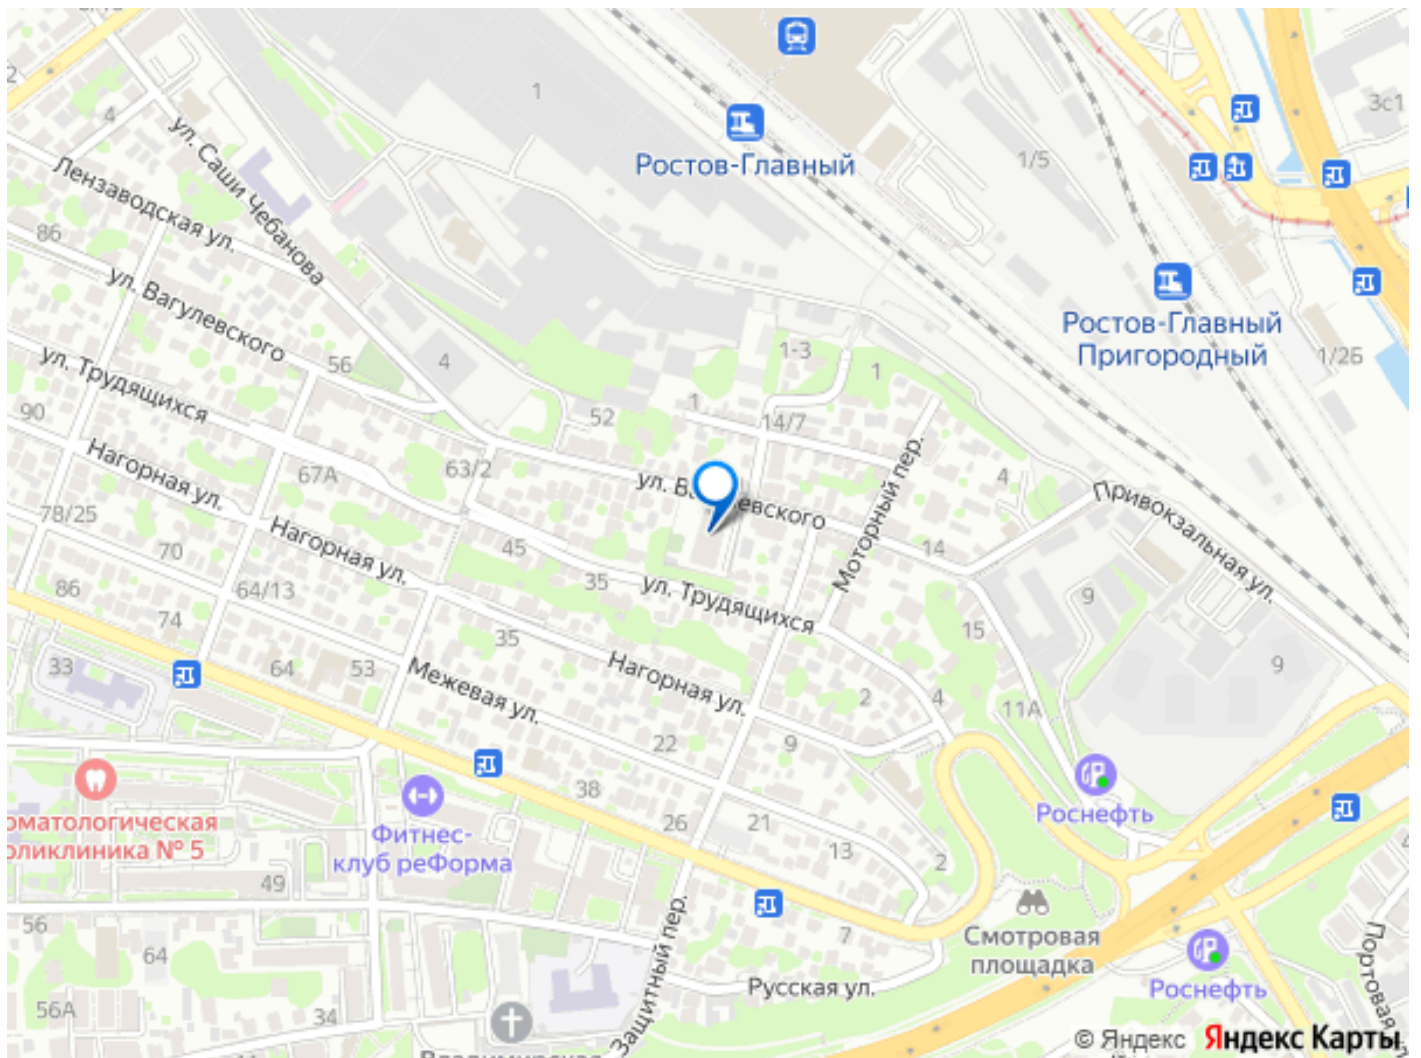 4
1
3с1
ул. Саши Чебанова
Ростов-Главный
1/5
Лензаводская ул.
86
ул. Вагулевского
Ростов-Главный
Пригородный
1/2Б
56
4
1-3
1
ул. Трудящихся
90
52
1
14/7
Нагорная ул.
67А
63/2
4
Моторный пер.
Привокзальная ул.
78/25
Нагорная ул.
70
45
14
35
ул. Трудящихся
9
86
64/13
74
35
15
9
33
64
53
Межевая ул.
Нагорная ул.
2
4
11А
22
9
38
Роснефть
Фитнес-
клуб реФорма
26
21
13
2
49
56
64
7
Смотровая
площадка
Защитный пер.
Русская ул.
Роснефть
56А
34
© Яндекс Яндекс Карты